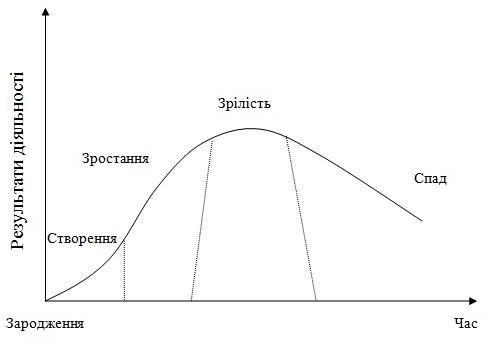 Результати діяльності
Зрілість
Зростання
Спад
Створення
Зародження
Час